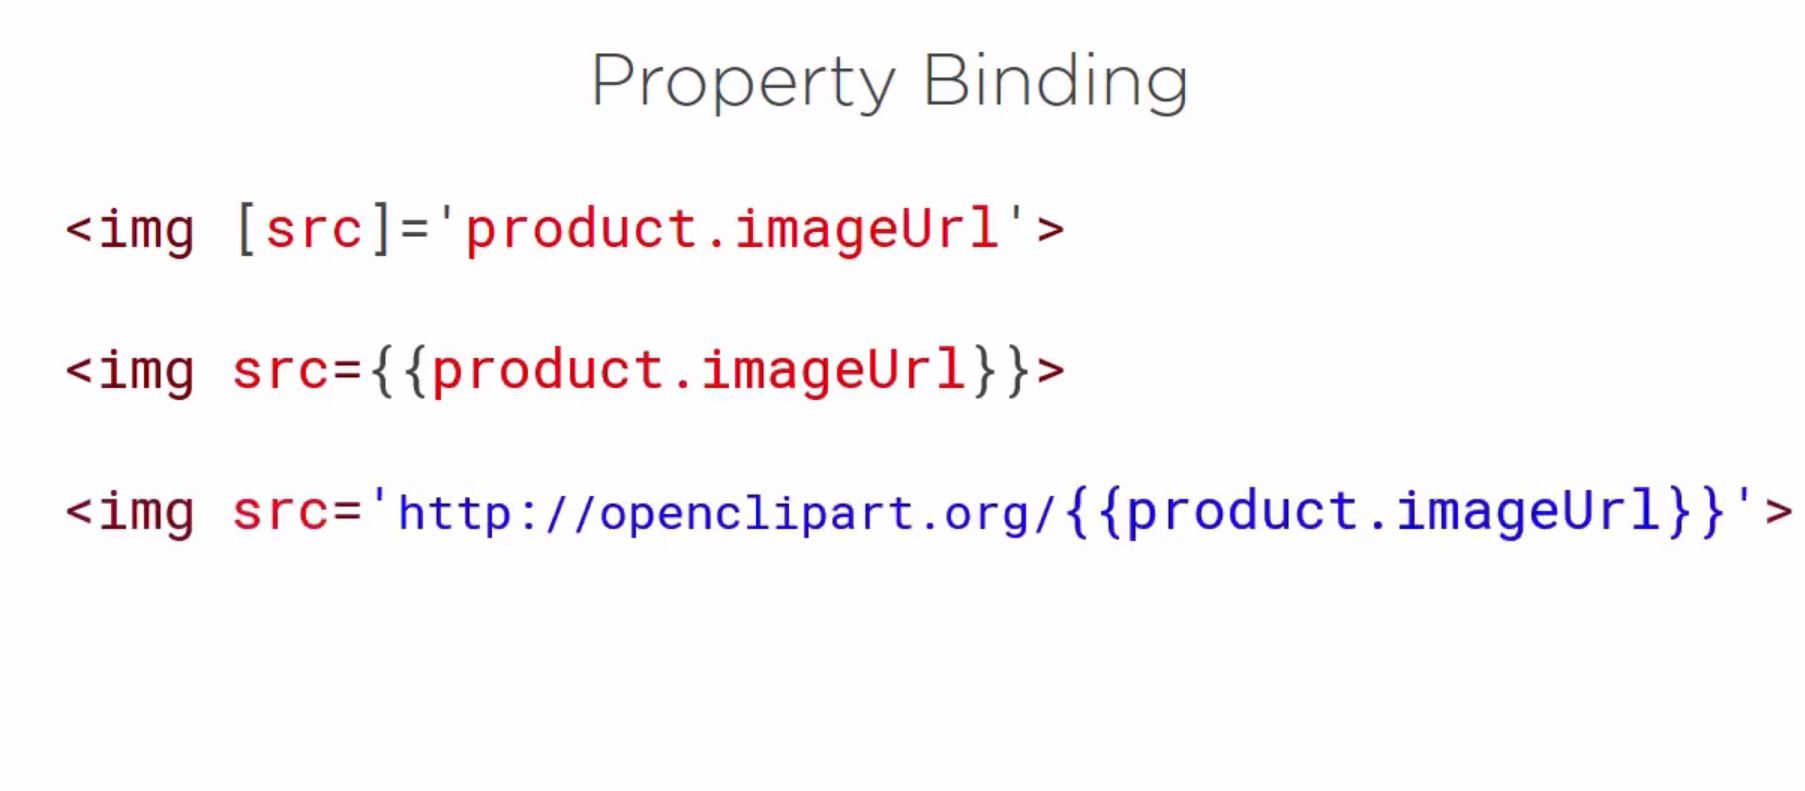 Property Binding
<img [src]='product.imageUrl'>
<img src={{product.imageUrl}}>
<img src='http://openclipart.org/{{product.imageUrl}}'>